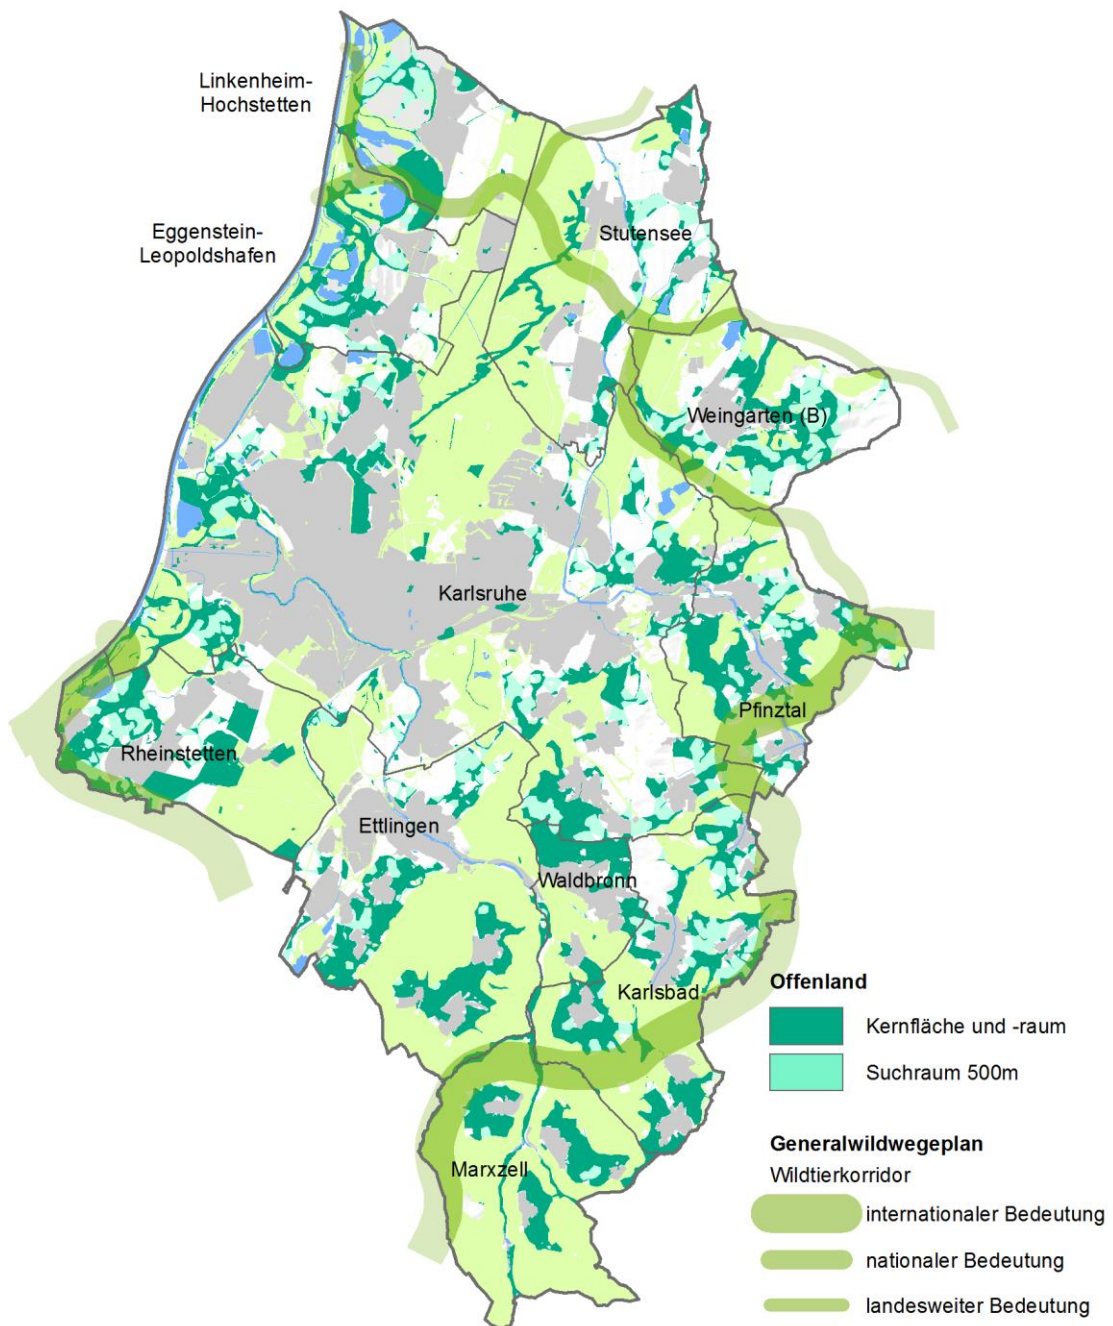 Linkenheim-
Hochstetten
Eggenstein-
Leopoldshafen
Stutensee
Weingarten (B)
Karlsruhe
Pfinztal
Rheinstetten
Ettlingen
Waldbronn
Karlsbad
Marxzell
Offenland
Kernfläche und -raum
Suchraum 500m
Generalwildwegeplan
Wildtierkorridor
internationaler Bedeutung
nationaler Bedeutung
landesweiter Bedeutung